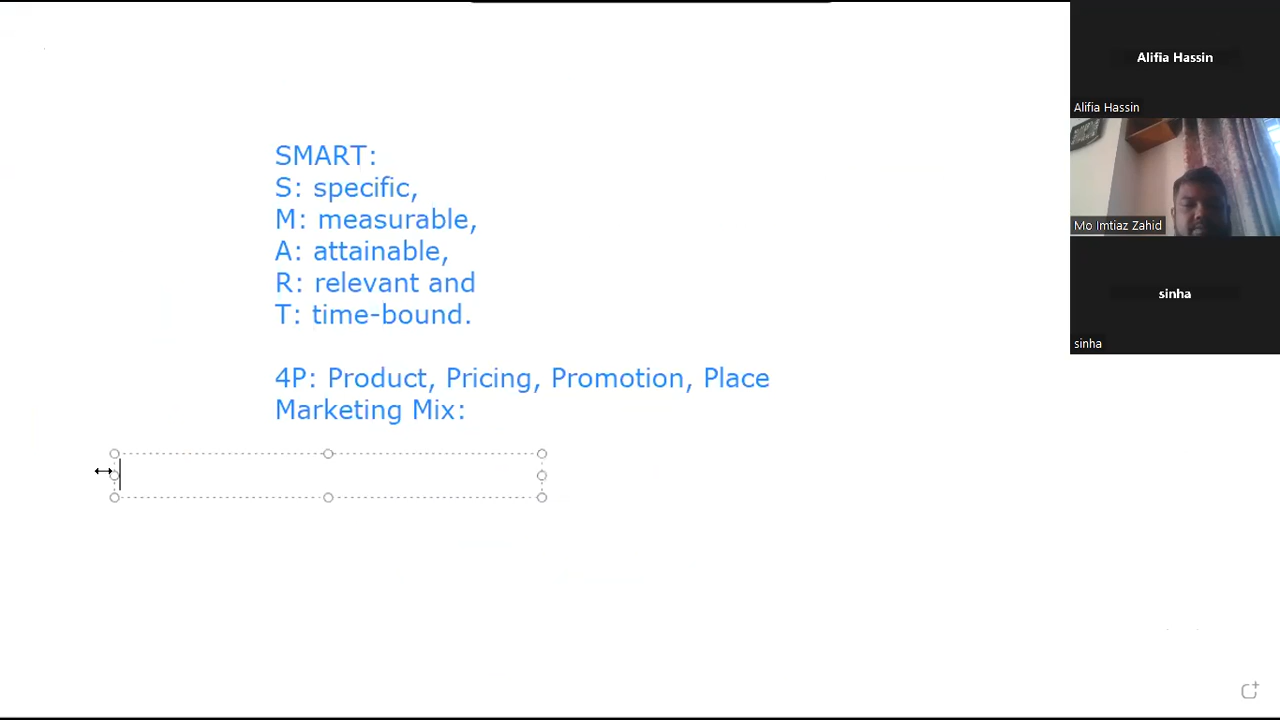 SMART:
S: specific,
M: measurable,
A: attainable,
R: relevant and
T: time-bound.
4P: Product, Pricing, Promotion, Place
Marketing Mix:
Alifia Hassin
Alifia Hassin
Mo Imtiaz Zahid
sinha
sinha